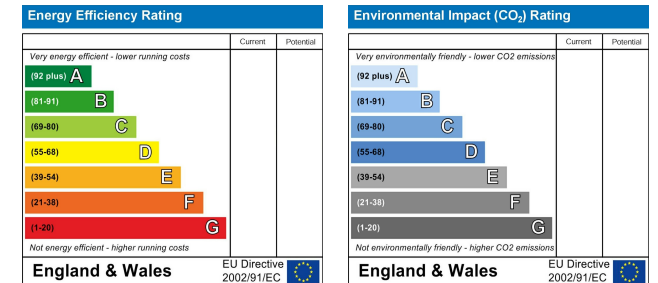 Energy Efficiency Rating
Current Potential
Very energy efficient - lower running costs
(92 plus) A
(81-91) B
(69-80) C
(55-68) D
(39-54) E
(21-38) F
(1-20) G
Not energy efficient - higher running costs
England & Wales
EU Directive
2002/91/EC
Environmental Impact (CO₂) Rating
Current Potential
Very environmentally friendly - lower CO2 emissions
(92 plus) A
(81-91) B
(69-80) C
(55-68) D
(39-54) E
(21-38) F
(1-20) G
Not environmentally friendly - higher CO2 emissions
England & Wales
EU Directive
2002/91/EC